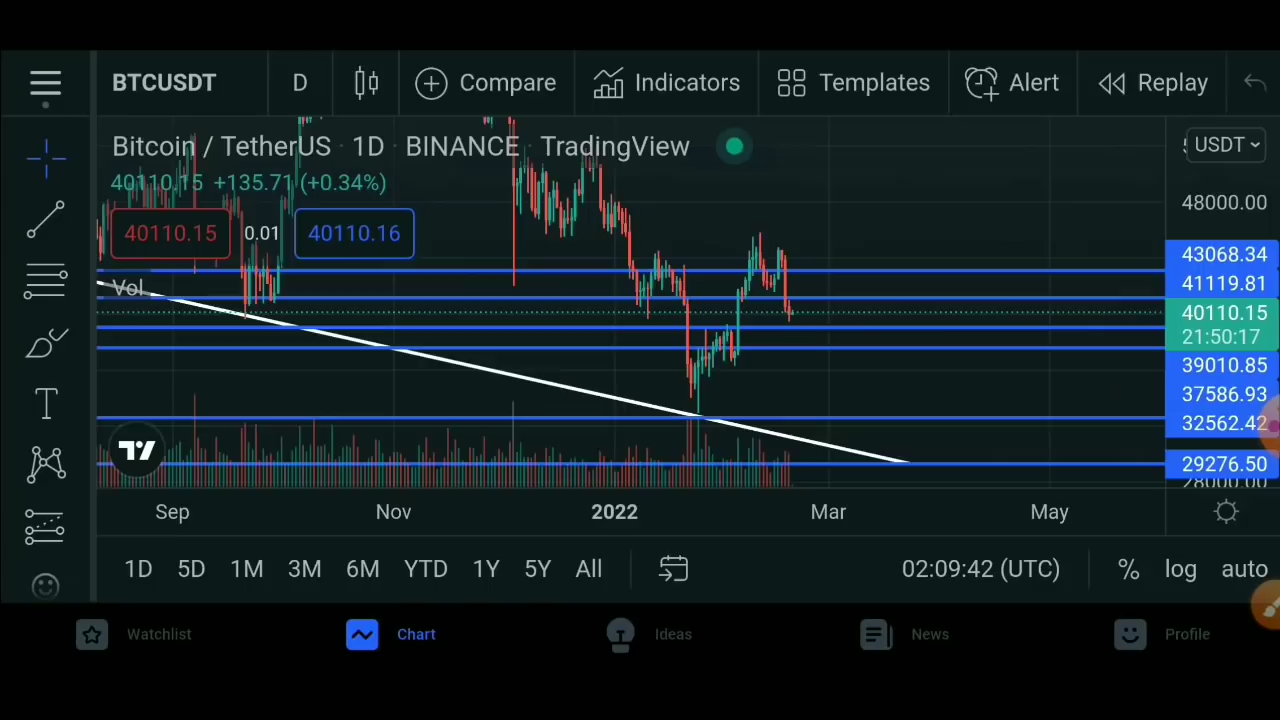 BTCUSDT D Compare Indicators Templates Alert Replay
Bitcoin / TetherUS · 1D · BINANCE · TradingView
USDT
40110.15 +135.71 (+0.34%)
48000.00
40110.15 0.01 40110.16
43068.34
Vol
41119.81
40110.15
21:50:17
39010.85
37586.93
32562.42
29276.50
28000.00
T
Sep Nov 2022 Mar May
1D 5D 1M 3M 6M YTD 1Y 5Y All 02:09:42 (UTC) % log auto
Watchlist Chart Ideas News Profile